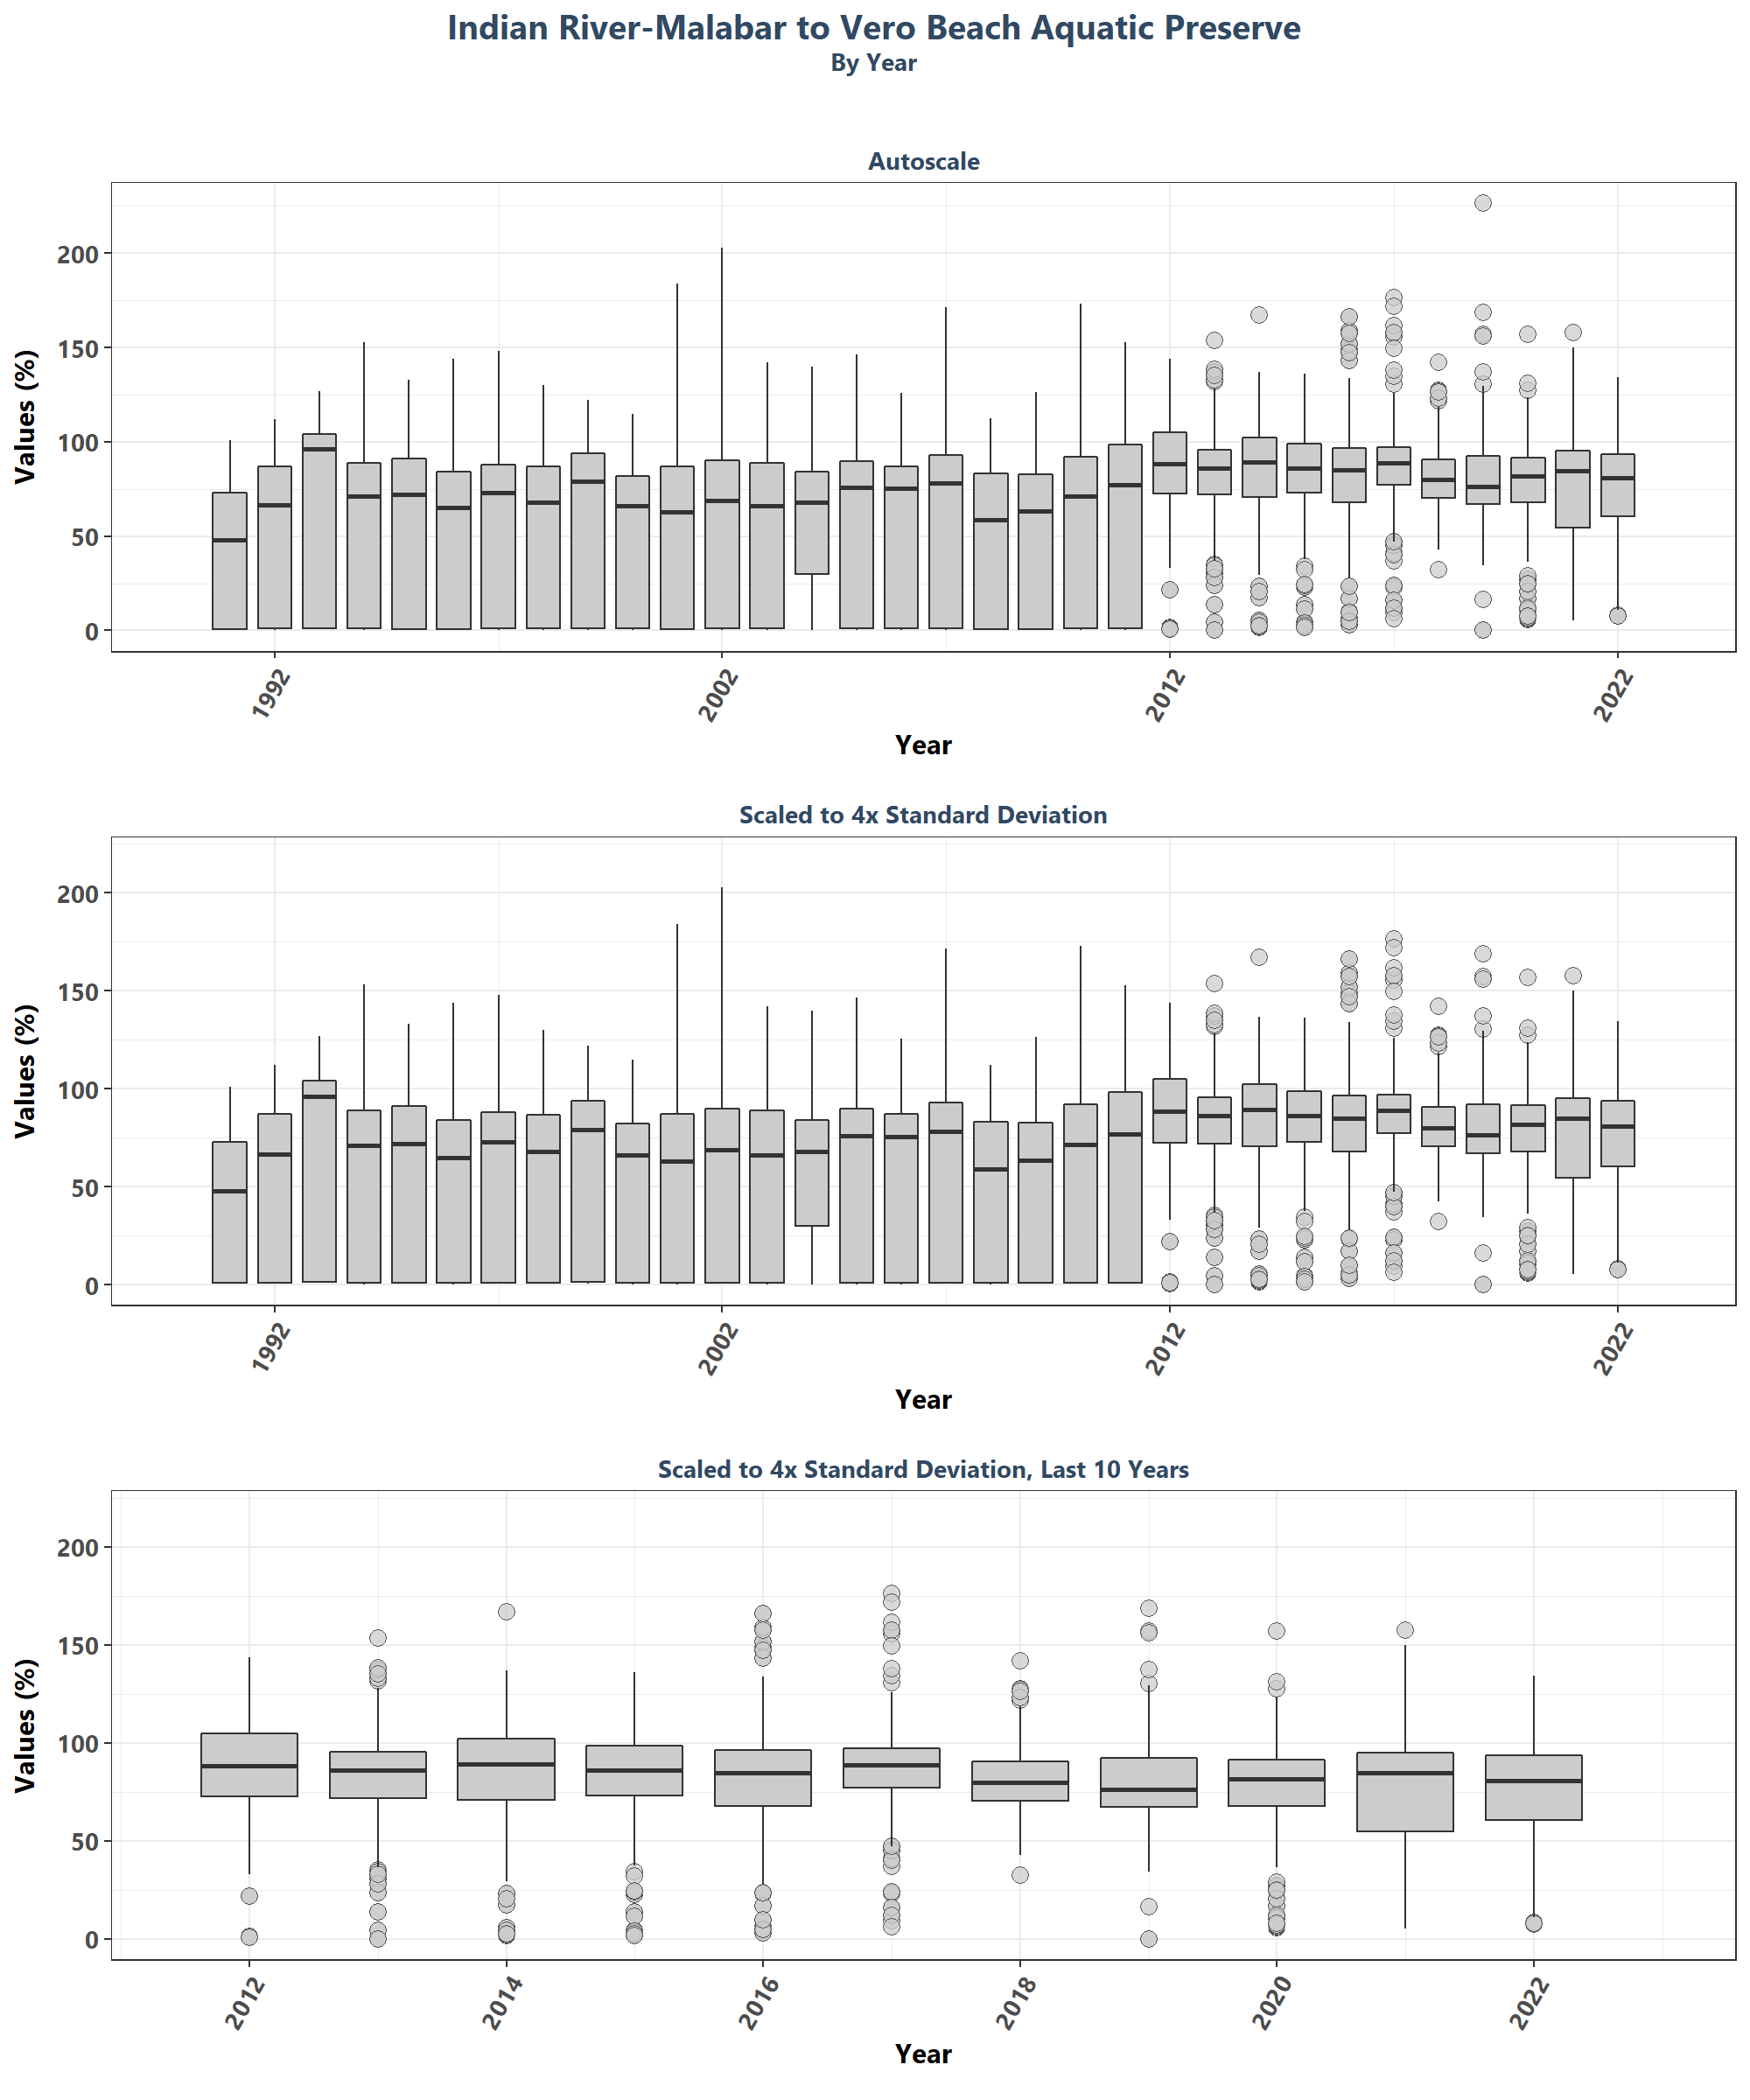 Indian River-Malabar to Vero Beach Aquatic Preserve
By Year
Autoscale
Values (%)
200
150
100
50
0
1992
2002
2012
2022
Year
Scaled to 4x Standard Deviation
Values (%)
200
150
100
50
0
1992
2002
2012
2022
Year
Scaled to 4x Standard Deviation, Last 10 Years
Values (%)
200
150
100
50
0
2012
2014
2016
2018
2020
2022
Year